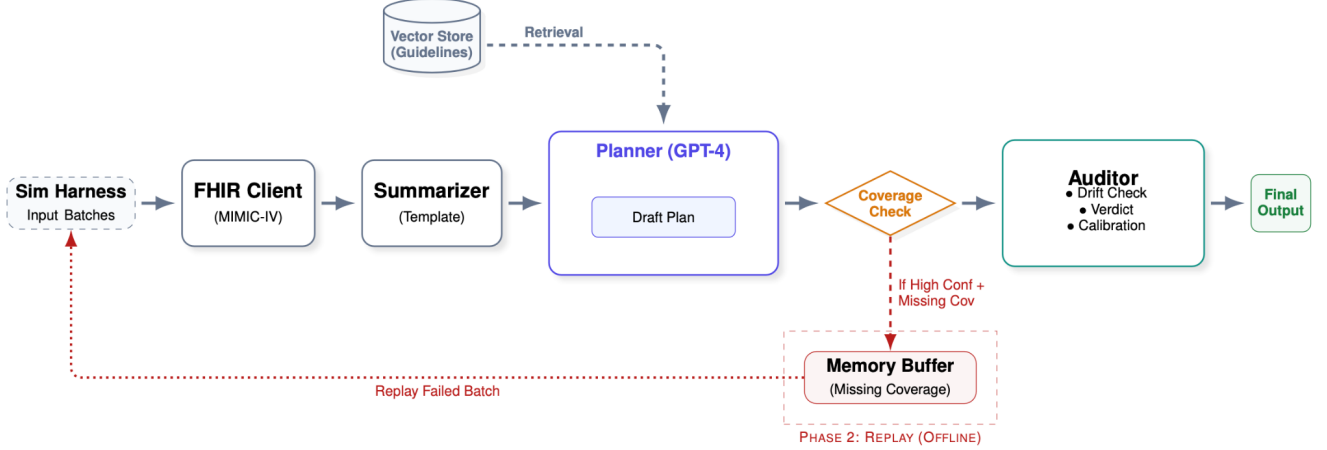 Vector Store
(Guidelines)
Retrieval
Sim Harness
Input Batches
FHIR Client
(MIMIC-IV)
Summarizer
(Template)
Planner (GPT-4)
Draft Plan
Coverage
Check
Auditor
● Drift Check
● Verdict
● Calibration
Final
Output
If High Conf +
Missing Cov
Memory Buffer
(Missing Coverage)
Replay Failed Batch
PHASE 2: REPLAY (OFFLINE)